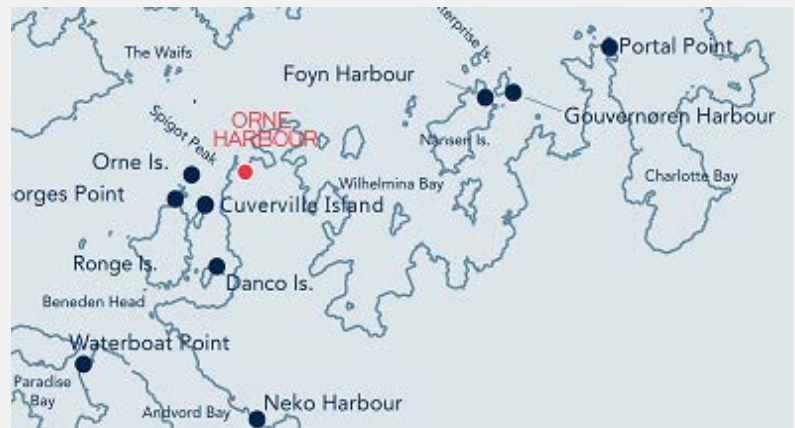 terprise Is.
The Waifs
Portal Point
Foyn Harbour
Spigot Peak
ORNE
HARBOUR
Gouvernøren Harbour
Nansen Is.
Orne Is.
Charlotte Bay
Wilhelmina Bay
orges Point
Cuverville Island
Ronge Is.
Danco Is.
Beneden Head
Waterboat Point
Paradise
Bay
Neko Harbour
Andvord Bay